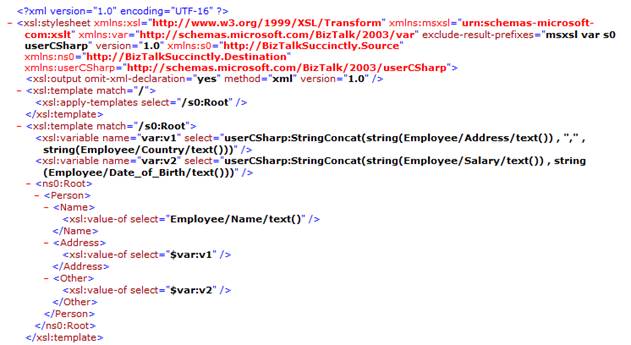 <?xml version="1.0" encoding="UTF-16" ?>
- <xsl:stylesheet xmlns:xsl="http://www.w3.org/1999/XSL/Transform" xmlns:msxsl="urn:schemas-microsoft-
com:xslt" xmlns:var="http://schemas.microsoft.com/BizTalk/2003/var" exclude-result-prefixes="msxsl var s0
userCSharp" version="1.0" xmlns:s0="http://BizTalkSuccinctly.Source"
xmlns:ns0="http://BizTalkSuccinctly.Destination"
xmlns:userCSharp="http://schemas.microsoft.com/BizTalk/2003/userCSharp">
<xsl:output omit-xml-declaration="yes" method="xml" version="1.0" />
- <xsl:template match="/">
<xsl:apply-templates select="/s0:Root" />
</xsl:template>
- <xsl:template match="/s0:Root">
<xsl:variable name="var:v1" select="userCSharp:StringConcat(string(Employee/Address/text()) , "," ,
string(Employee/Country/text()))" />
<xsl:variable name="var:v2" select="userCSharp:StringConcat(string(Employee/Salary/text()) , string
(Employee/Date_of_Birth/text()))" />
- <ns0:Root>
- <Person>
- <Name>
<xsl:value-of select="Employee/Name/text()" />
</Name>
- <Address>
<xsl:value-of select="$var:v1" />
</Address>
- <Other>
<xsl:value-of select="$var:v2" />
</Other>
</Person>
</ns0:Root>
</xsl:template>